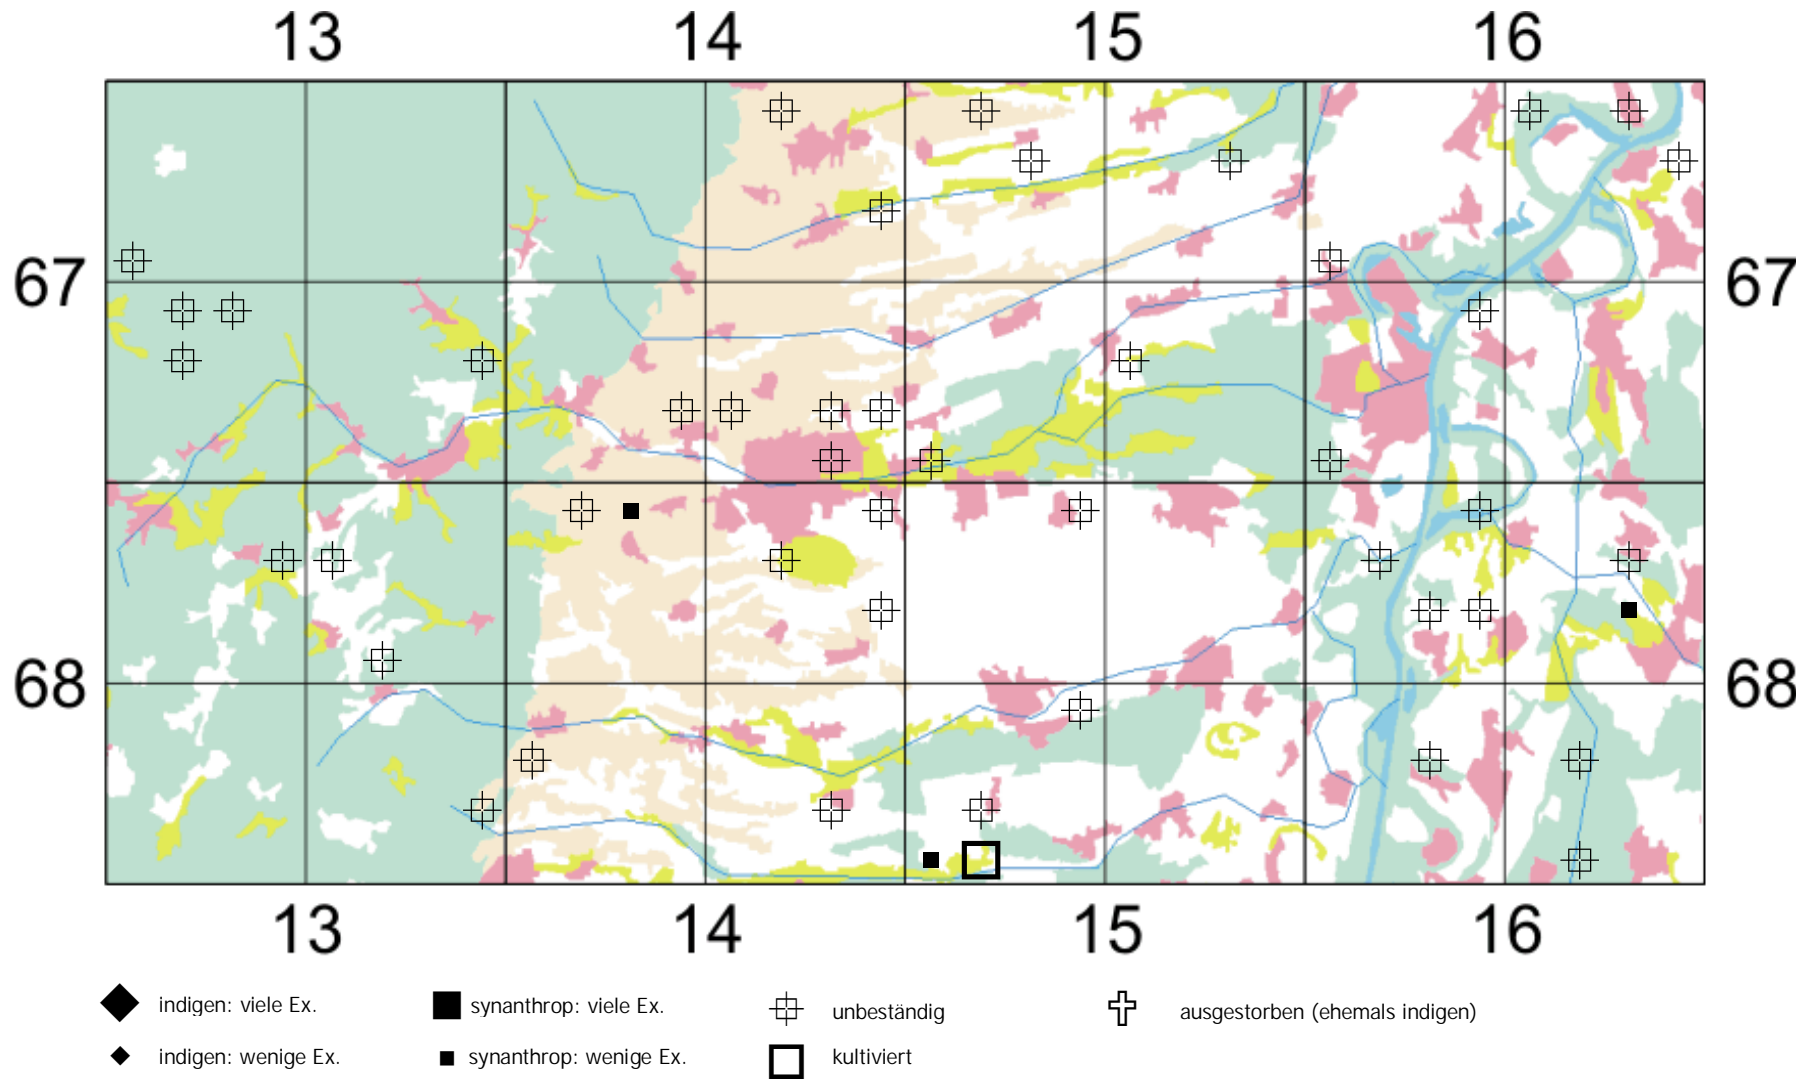 13 14 15 16
67 67
68 68
13 14 15 16
indigen: viele Ex. synanthrop: viele Ex. unbeständig ausgestorben (ehemals indigen)
indigen: wenige Ex. synanthrop: wenige Ex. kultiviert